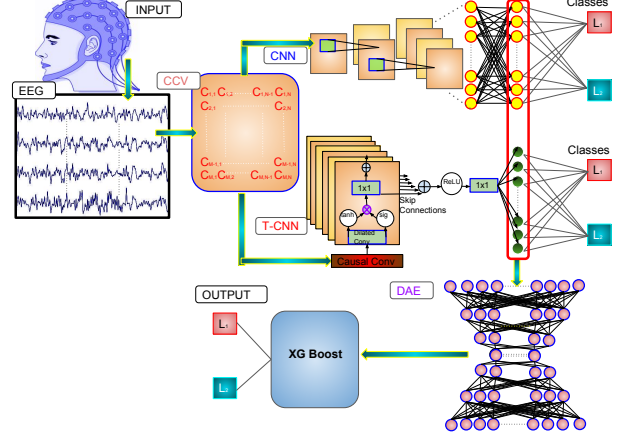 INPUT
Classes
CNN
L₁
CCV
EEG
C1,1 C1,2 C1,N-1 C1,N
C2,1 C2,N
L₂
CM-1,1 CM-1,N
CM,1 CM,2 CM,N-1 CM,N
1x1
ReLU
1x1
Classes
L₁
Skip
Connections
tanh sig
T-CNN
Dilated Conv
L₂
Causal Conv
OUTPUT
DAE
L₁
XG Boost
L₂